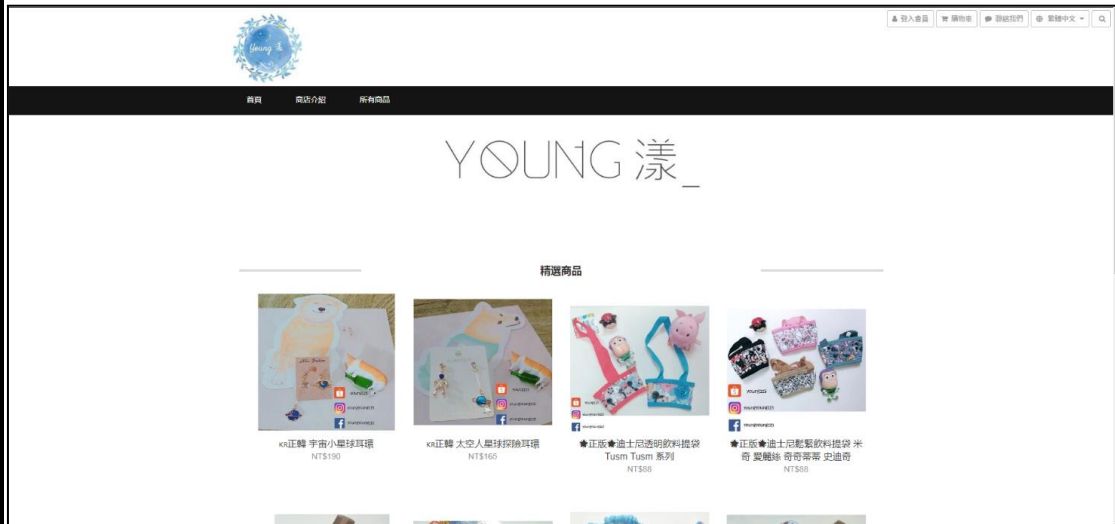 登入會員
購物車
聯絡我們
繁體中文
Young 漾
首頁
商店介紹
所有商品
YOUNG 漾_
精選商品
KR正韓 宇宙小星球耳環
NT$190
KR正韓 太空人星球探險耳環
NT$165
★正版★迪士尼透明飲料提袋
Tusm Tusm 系列
NT$88
★正版★迪士尼鬆緊飲料提袋 米
奇 愛麗絲 奇奇蒂蒂 史迪奇
NT$88